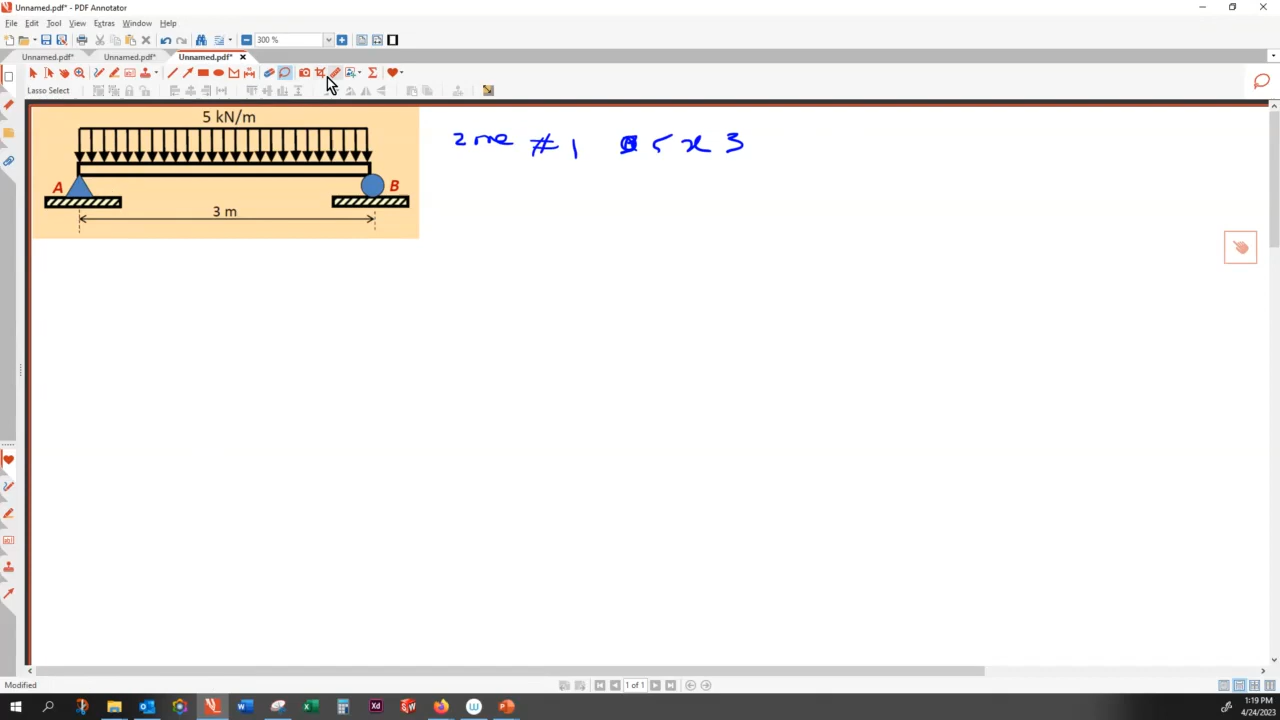 Unnamed.pdf* - PDF Annotator
File Edit Tool View Extras Window Help
300 %
Unnamed.pdf* Unnamed.pdf* Unnamed.pdf*
Lasso Select
5 kN/m
A B
3 m
zone # 1 5 x 3
Modified
1 of 1
1:19 PM
4/24/2023